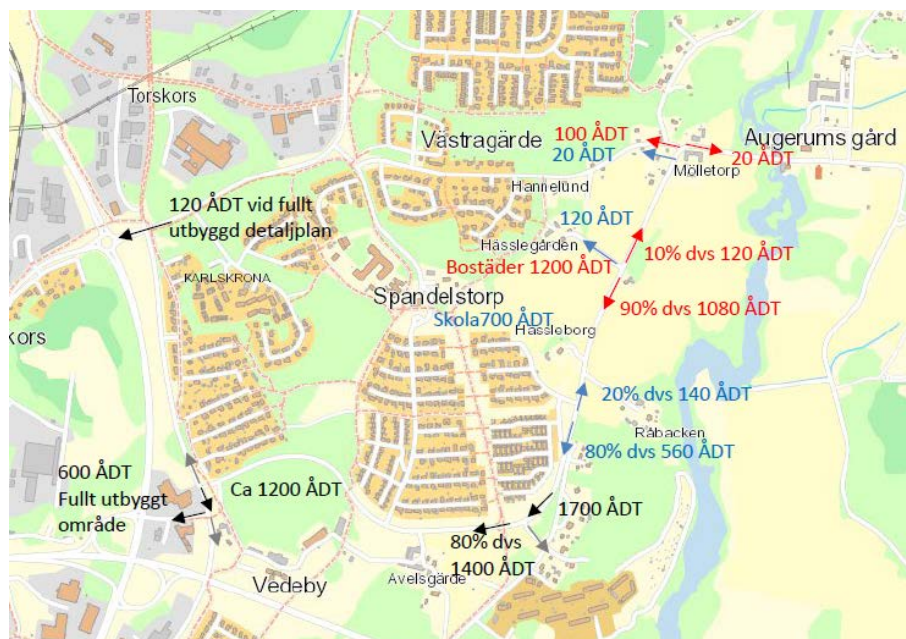 Torskors
Västragärde
100 ÅDT
20 ÅDT
Augerums gård
20 ÅDT
Mölletorp
Hannelund
120 ÅDT vid fullt
utbyggd detaljplan
120 ÅDT
Hässlegården
10% dvs 120 ÅDT
Bostäder 1200 ÅDT
KARLSKRONA
Spandelstorp
90% dvs 1080 ÅDT
Skola700 ÅDT
Hässleborg
kors
20% dvs 140 ÅDT
Råbacken
80% dvs 560 ÅDT
600 ÅDT
Fullt utbyggt
område
Ca 1200 ÅDT
1700 ÅDT
80% dvs
1400 ÅDT
Vedeby
Avelsgärde